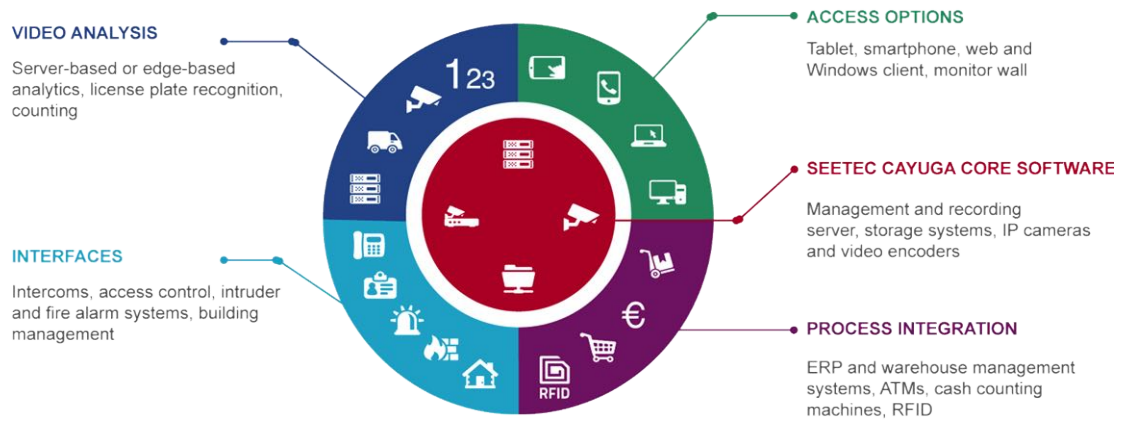 VIDEO ANALYSIS
Server-based or edge-based
analytics, license plate recognition,
counting
INTERFACES
Intercoms, access control, intruder
and fire alarm systems, building
management
123
€
RFID
ACCESS OPTIONS
Tablet, smartphone, web and
Windows client, monitor wall
SEETEC CAYUGA CORE SOFTWARE
Management and recording
server, storage systems, IP cameras
and video encoders
PROCESS INTEGRATION
ERP and warehouse management
systems, ATMs, cash counting
machines, RFID